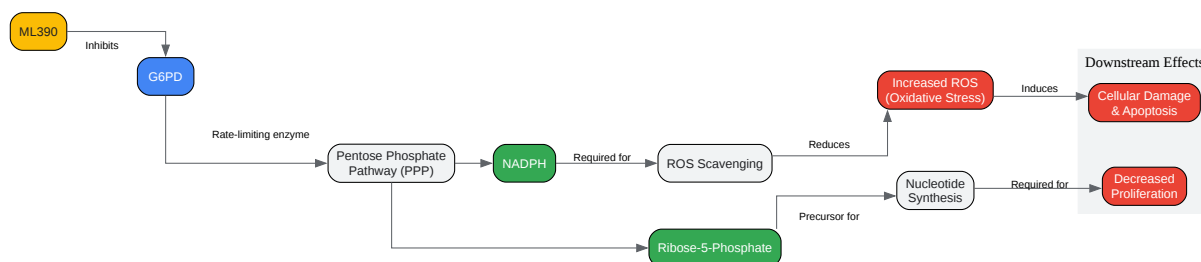 ML390
Inhibits
G6PD
Rate-limiting enzyme
Pentose Phosphate
Pathway (PPP)
NADPH
Required for
ROS Scavenging
Reduces
Increased ROS
(Oxidative Stress)
Induces
Downstream Effects
Cellular Damage
& Apoptosis
Ribose-5-Phosphate
Precursor for
Nucleotide
Synthesis
Required for
Decreased
Proliferation